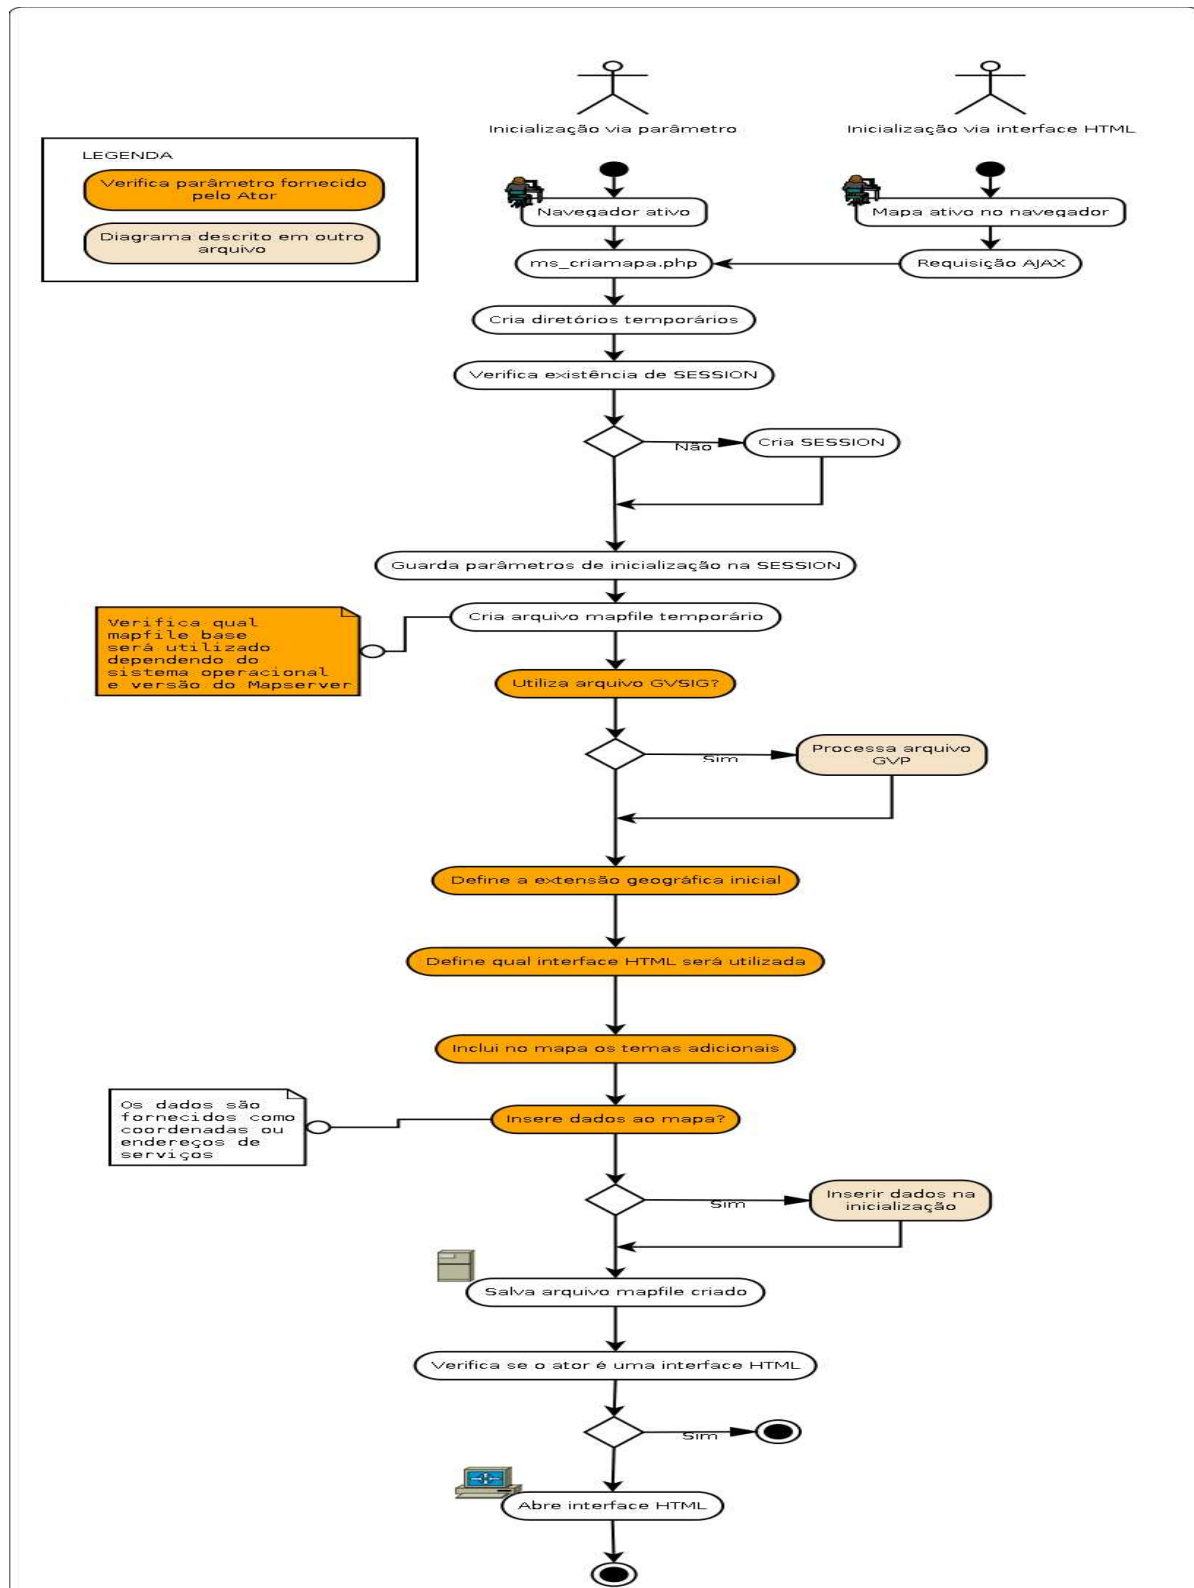 Inicialização via parâmetro
Inicialização via interface HTML
LEGENDA
Verifica parâmetro fornecido
pelo Ator
Diagrama descrito em outro
arquivo
Navegador ativo
Mapa ativo no navegador
ms_criamapa.php
Requisição AJAX
Cria diretórios temporários
Verifica existência de SESSION
Não
Cria SESSION
Guarda parâmetros de inicialização na SESSION
Cria arquivo mapfile temporário
Verifica qual
mapfile base
será utilizado
dependendo do
sistema operacional
e versão do Mapserver
Utiliza arquivo GVSIG?
Sim
Processa arquivo
GVP
Define a extensão geográfica inicial
Define qual interface HTML será utilizada
Inclui no mapa os temas adicionais
Os dados são
fornecidos como
coordenadas ou
endereços de
serviços
Insere dados ao mapa?
Sim
Inserir dados na
inicialização
Salva arquivo mapfile criado
Verifica se o ator é uma interface HTML
Sim
Abre interface HTML